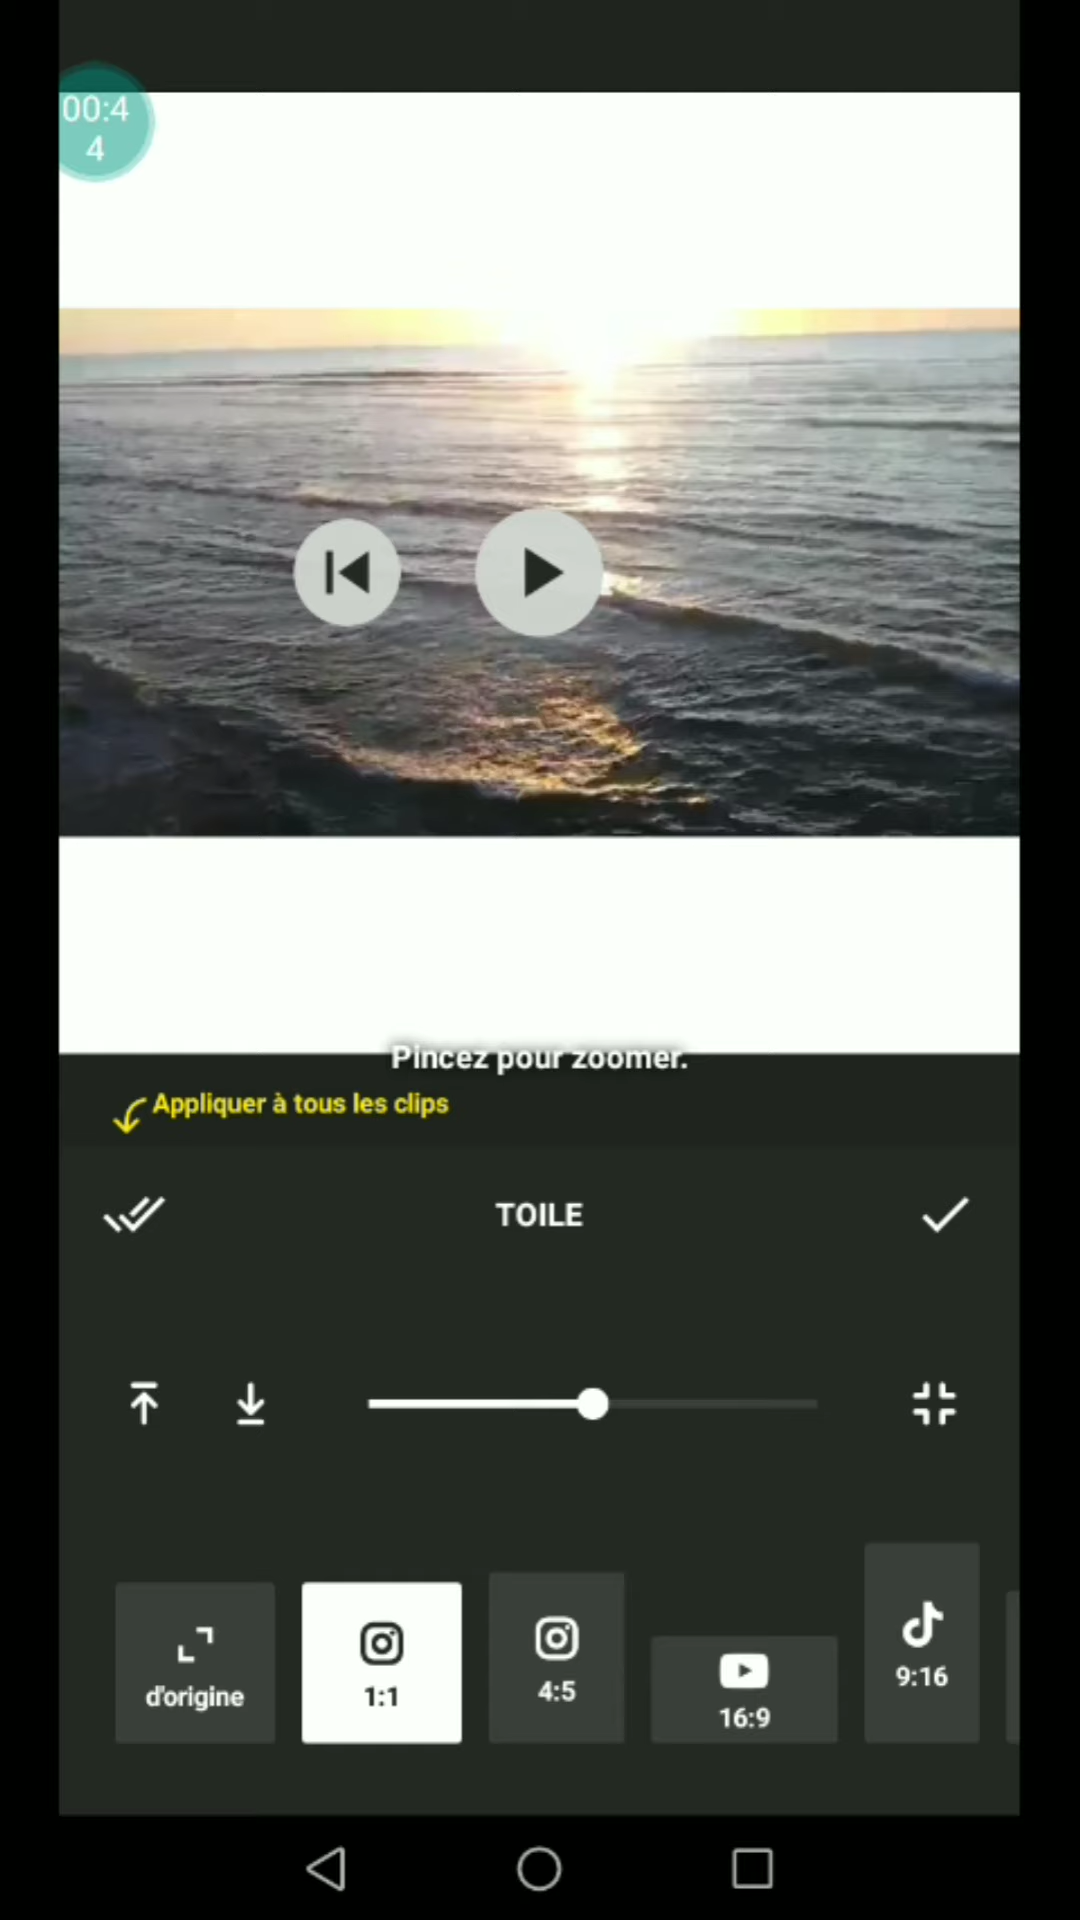 00:4
4
Pincez pour zoomer.
Appliquer à tous les clips
TOILE
d'origine
1:1
4:5
16:9
9:16